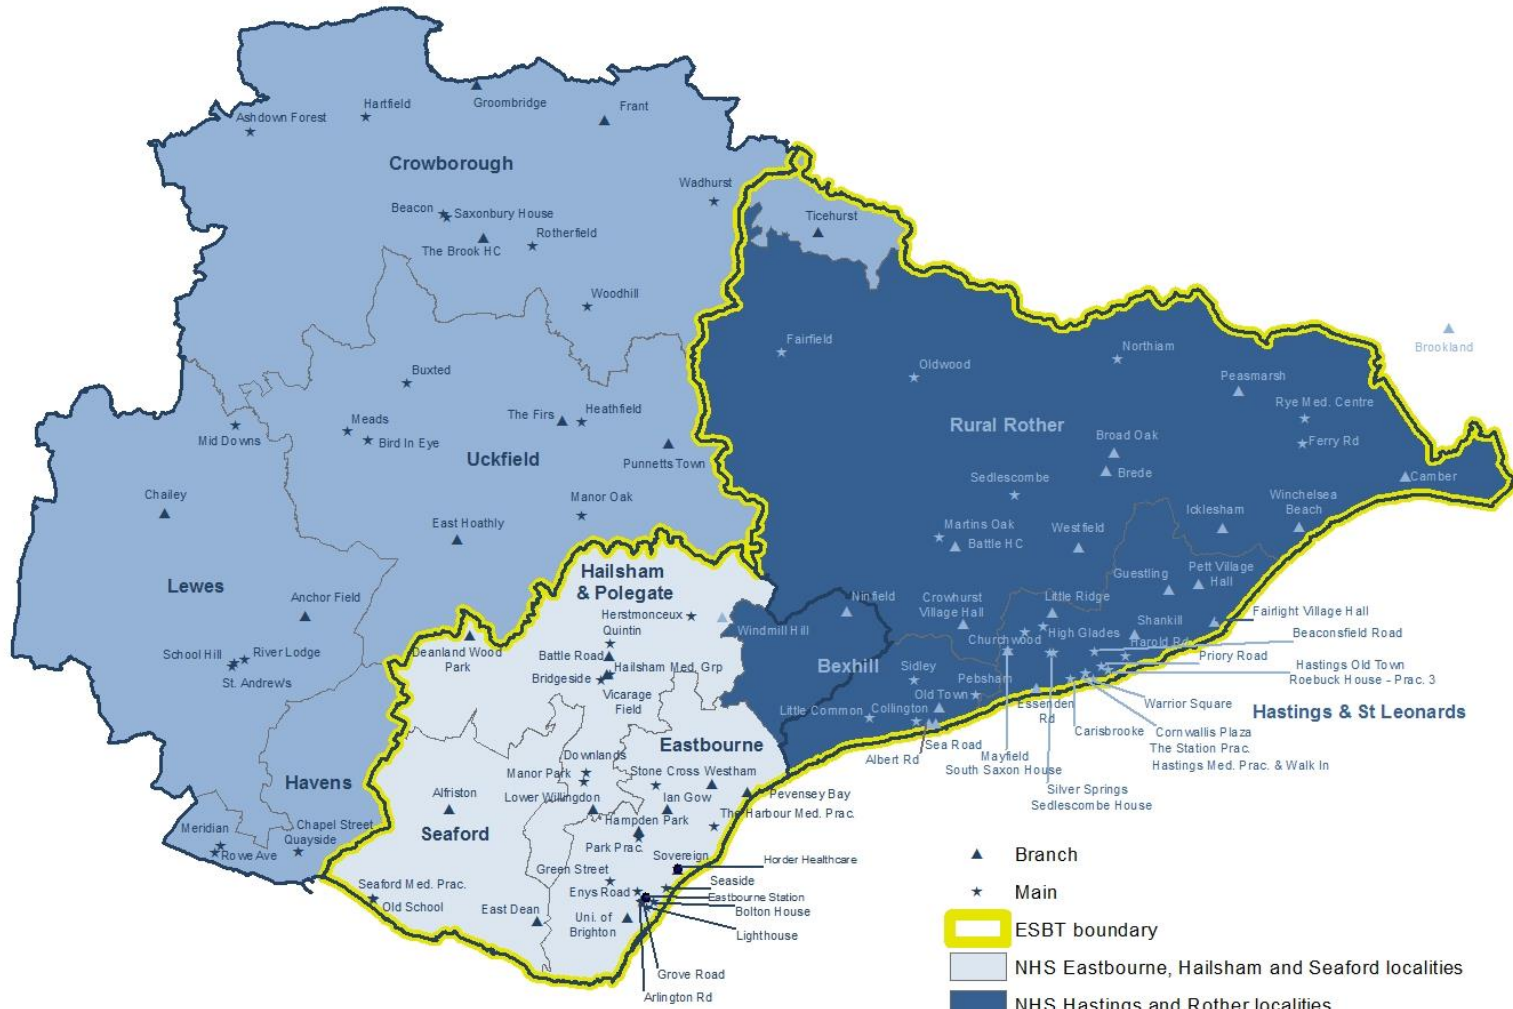 Groombridge
Hartfield
Frant
Ashdown Forest
Crowborough
Wadhurst
Beacon
Saxonbury House
Ticehurst
Rotherfield
The Brook HC
Woodhill
Fairfield
Northiam
Brookland
Oldwood
Buxted
Peasmarsh
Rye Med. Centre
The Firs
Heathfield
Meads
Rural Rother
Mid Downs
Bird In Eye
Broad Oak
Ferry Rd
Uckfield
Punnetts Town
Brede
Sedlescombe
Camber
Chailey
Manor Oak
Winchelsea
Beach
Icklesham
East Hoathly
Martins Oak
Westfield
Battle HC
Hailsham
& Polegate
Guestling
Pett Village
Hall
Lewes
Anchor Field
Ninfield
Crowhurst
Village Hall
Little Ridge
Herstmonceux
Quintin
Fairlight Village Hall
Windmill Hill
Shankill
Churchwood
High Glades
Harold Rd
Beaconsfield Road
Deanland Wood
Park
Battle Road
School Hill
River Lodge
Hailsham Med. Grp
Bexhill
Sidley
Priory Road
Bridgeside
Pebsham
Hastings Old Town
Roebuck House - Prac. 3
St. Andrew's
Vicarage
Field
Old Town
Essenden
Rd
Warrior Square
Little Common
Collington
Hastings & St Leonards
Carisbrooke
Cornwallis Plaza
The Station Prac.
Hastings Med. Prac. & Walk In
Eastbourne
Sea Road
Albert Rd
Mayfield
South Saxon House
Downlands
Manor Park
Stone Cross
Westham
Havens
Silver Springs
Sedlescombe House
Alfriston
Lower Willingdon
Ian Gow
Pevensey Bay
The Harbour Med. Prac.
Meridian
Chapel Street
Quayside
Seaford
Hampden Park
Park Prac.
Rowe Ave
Sovereign
Horder Healthcare
Green Street
Seaside
Seaford Med. Prac.
Old School
Enys Road
Eastbourne Station
Bolton House
East Dean
Uni. of
Brighton
Lighthouse
Grove Road
Arlington Rd
Branch
Main
ESBT boundary
NHS Eastbourne, Hailsham and Seaford localities
NHS Hastings and Rother localities